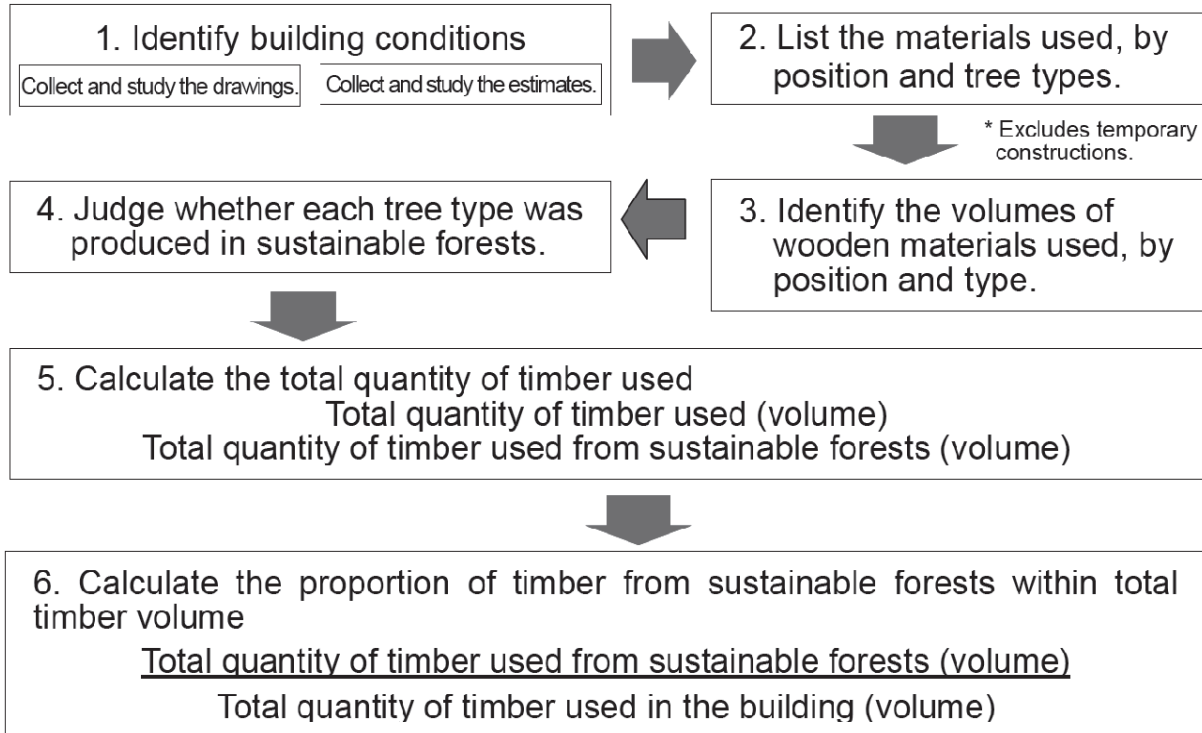 1. Identify building conditions
Collect and study the drawings.
Collect and study the estimates.
2. List the materials used, by
position and tree types.
* Excludes temporary
constructions.
3. Identify the volumes of
wooden materials used, by
position and type.
4. Judge whether each tree type was
produced in sustainable forests.
5. Calculate the total quantity of timber used
Total quantity of timber used (volume)
Total quantity of timber used from sustainable forests (volume)
6. Calculate the proportion of timber from sustainable forests within total
timber volume
Total quantity of timber used from sustainable forests (volume)
Total quantity of timber used in the building (volume)